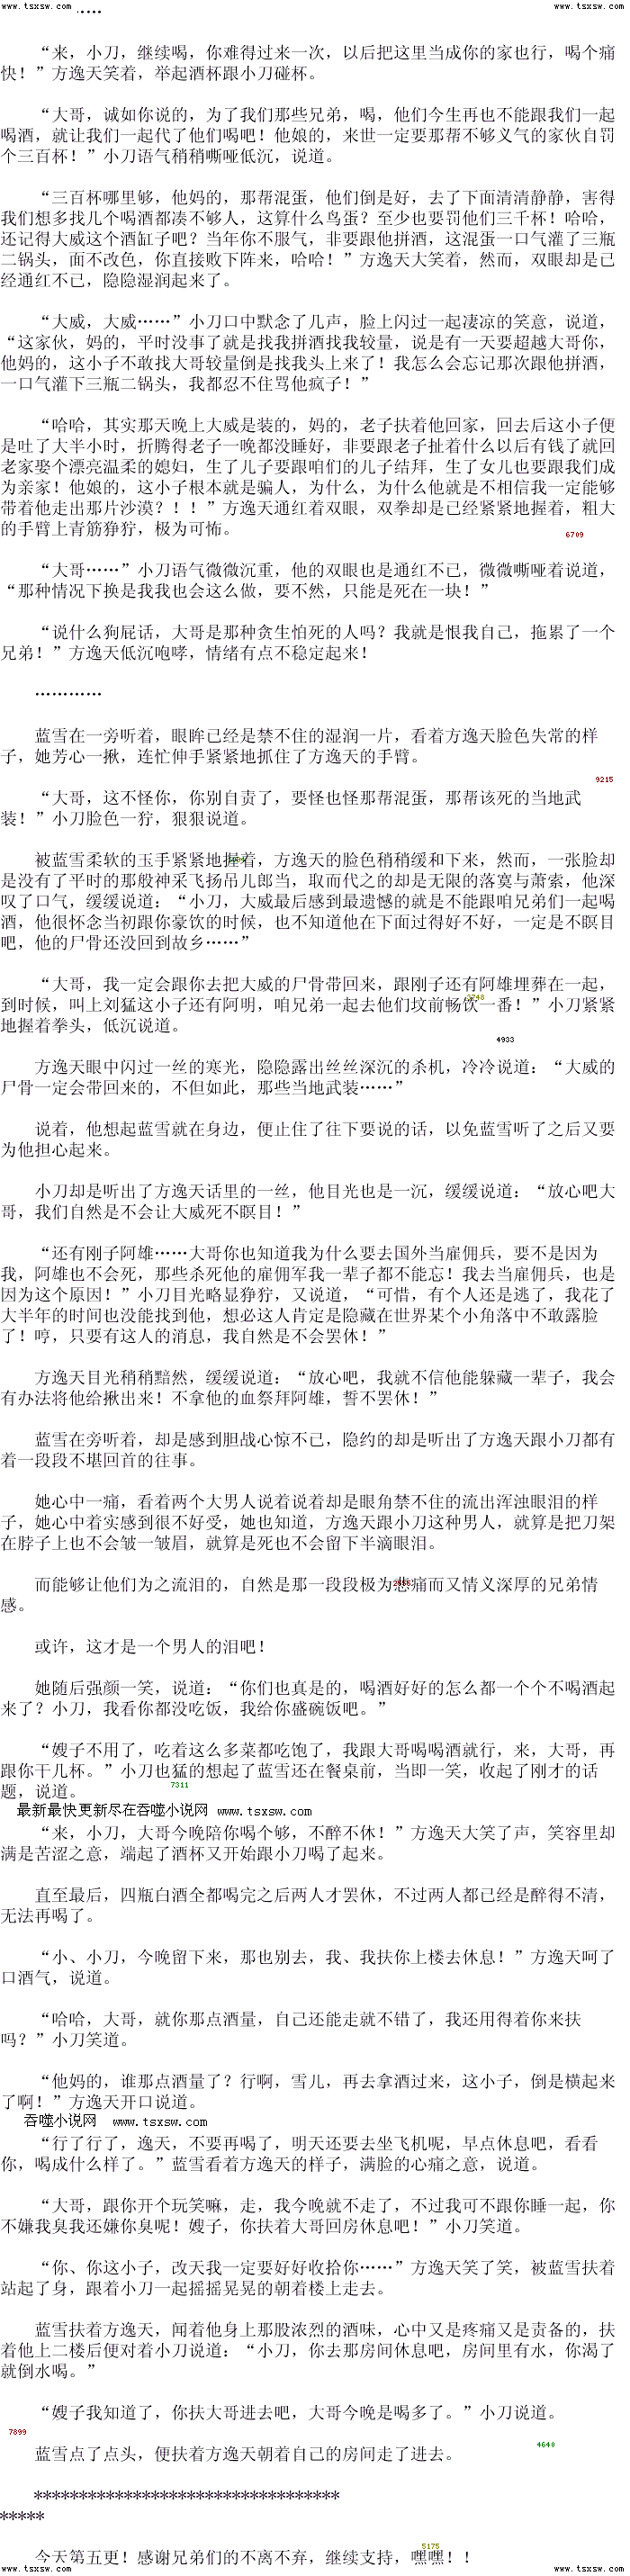 www.tsxsw.com www.tsxsw.com
…··
“来，小刀，继续喝，你难得过来一次，以后把这里当成你的家也行，喝个痛
快！”方逸天笑着，举起酒杯跟小刀碰杯。
“大哥，诚如你说的，为了我们那些兄弟，喝，他们今生再也不能跟我们一起
喝酒，就让我们一起代了他们喝吧！他娘的，来世一定要那帮不够义气的家伙自罚
个三百杯！”小刀语气稍稍嘶哑低沉，说道。
“三百杯哪里够，他妈的，那帮混蛋，他们倒是好，去了下面清清静静，害得
我们想多找几个喝酒都凑不够人，这算什么鸟蛋？至少也要罚他们三千杯！哈哈，
还记得大威这个酒缸子吧？当年你不服气，非要跟他拼酒，这混蛋一口气灌了三瓶
二锅头，面不改色，你直接败下阵来，哈哈！”方逸天大笑着，然而，双眼却是已
经通红不已，隐隐湿润起来了。
“大威，大威……”小刀口中默念了几声，脸上闪过一起凄凉的笑意，说道，
“这家伙，妈的，平时没事了就是找我拼酒找我较量，说是有一天要超越大哥你，
他妈的，这小子不敢找大哥较量倒是找我头上来了！我怎么会忘记那次跟他拼酒，
一口气灌下三瓶二锅头，我都忍不住骂他疯子！”
“哈哈，其实那天晚上大威是装的，妈的，老子扶着他回家，回去后这小子便
是吐了大半小时，折腾得老子一晚都没睡好，非要跟老子扯着什么以后有钱了就回
老家娶个漂亮温柔的媳妇，生了儿子要跟咱们的儿子结拜，生了女儿也要跟我们成
为亲家！他娘的，这小子根本就是骗人，为什么，为什么他就是不相信我一定能够
带着他走出那片沙漠？！！”方逸天通红着双眼，双拳却是已经紧紧地握着，粗大
的手臂上青筋狰狞，极为可怖。
6709
“大哥……”小刀语气微微沉重，他的双眼也是通红不已，微微嘶哑着说道，
“那种情况下换是我我也会这么做，要不然，只能是死在一块！”
“说什么狗屁话，大哥是那种贪生怕死的人吗？我就是恨我自己，拖累了一个
兄弟！”方逸天低沉咆哮，情绪有点不稳定起来！
…………
蓝雪在一旁听着，眼眸已经是禁不住的湿润一片，看着方逸天脸色失常的样
子，她芳心一揪，连忙伸手紧紧地抓住了方逸天的手臂。
9215
“大哥，这不怪你，你别自责了，要怪也怪那帮混蛋，那帮该死的当地武
装！”小刀脸色一狞，狠狠说道。
被蓝雪柔软的玉手紧紧地握着，方逸天的脸色稍稍缓和下来，然而，一张脸却
是没有了平时的那般神采飞扬吊儿郎当，取而代之的却是无限的落寞与萧索，他深
叹了口气，缓缓说道：“小刀，大威最后感到最遗憾的就是不能跟咱兄弟们一起喝
酒，他很怀念当初跟你豪饮的时候，也不知道他在下面过得好不好，一定是不瞑目
吧，他的尸骨还没回到故乡……”
“大哥，我一定会跟你去把大威的尸骨带回来，跟刚子还有阿雄埋葬在一起，
到时候，叫上刘猛这小子还有阿明，咱兄弟一起去他们坟前畅饮一番！”小刀紧紧
地握着拳头，低沉说道。
4933
方逸天眼中闪过一丝的寒光，隐隐露出丝丝深沉的杀机，冷冷说道：“大威的
尸骨一定会带回来的，不但如此，那些当地武装……”
说着，他想起蓝雪就在身边，便止住了往下要说的话，以免蓝雪听了之后又要
为他担心起来。
小刀却是听出了方逸天话里的一丝，他目光也是一沉，缓缓说道：“放心吧大
哥，我们自然是不会让大威死不瞑目！”
“还有刚子阿雄……大哥你也知道我为什么要去国外当雇佣兵，要不是因为
我，阿雄也不会死，那些杀死他的雇佣军我一辈子都不能忘！我去当雇佣兵，也是
因为这个原因！”小刀目光略显狰狞，又说道，“可惜，有个人还是逃了，我花了
大半年的时间也没能找到他，想必这人肯定是隐藏在世界某个小角落中不敢露脸
了！哼，只要有这人的消息，我自然是不会罢休！”
方逸天目光稍稍黯然，缓缓说道：“放心吧，我就不信他能躲藏一辈子，我会
有办法将他给揪出来！不拿他的血祭拜阿雄，誓不罢休！”
蓝雪在旁听着，却是感到胆战心惊不已，隐约的却是听出了方逸天跟小刀都有
着一段段不堪回首的往事。
她心中一痛，看着两个大男人说着说着却是眼角禁不住的流出浑浊眼泪的样
子，她心中着实感到很不好受，她也知道，方逸天跟小刀这种男人，就算是把刀架
在脖子上也不会皱一皱眉，就算是死也不会留下半滴眼泪。
而能够让他们为之流泪的，自然是那一段段极为悲痛而又情义深厚的兄弟情
感。
或许，这才是一个男人的泪吧！
她随后强颜一笑，说道：“你们也真是的，喝酒好好的怎么都一个个不喝酒起
来了？小刀，我看你都没吃饭，我给你盛碗饭吧。”
“嫂子不用了，吃着这么多菜都吃饱了，我跟大哥喝喝酒就行，来，大哥，再
跟你干几杯。”小刀也猛的想起了蓝雪还在餐桌前，当即一笑，收起了刚才的话
题，说道。
7311
最新最快更新尽在吞噬小说网 www.tsxsw.com
“来，小刀，大哥今晚陪你喝个够，不醉不休！”方逸天大笑了声，笑容里却
满是苦涩之意，端起了酒杯又开始跟小刀喝了起来。
直至最后，四瓶白酒全都喝完之后两人才罢休，不过两人都已经是醉得不清，
无法再喝了。
“小、小刀，今晚留下来，那也别去，我、我扶你上楼去休息！”方逸天呵了
口酒气，说道。
“哈哈，大哥，就你那点酒量，自己还能走就不错了，我还用得着你来扶
吗？”小刀笑道。
“他妈的，谁那点酒量了？行啊，雪儿，再去拿酒过来，这小子，倒是横起来
了啊！”方逸天开口说道。
吞噬小说网 www.tsxsw.com
“行了行了，逸天，不要再喝了，明天还要去坐飞机呢，早点休息吧，看看
你，喝成什么样了。”蓝雪看着方逸天的样子，满脸的心痛之意，说道。
“大哥，跟你开个玩笑嘛，走，我今晚就不走了，不过我可不跟你睡一起，你
不嫌我臭我还嫌你臭呢！嫂子，你扶着大哥回房休息吧！”小刀笑道。
“你、你这小子，改天我一定要好好收拾你……”方逸天笑了笑，被蓝雪扶着
站起了身，跟着小刀一起摇摇晃晃的朝着楼上走去。
蓝雪扶着方逸天，闻着他身上那股浓烈的酒味，心中又是疼痛又是责备的，扶
着他上二楼后便对着小刀说道：“小刀，你去那房间休息吧，房间里有水，你渴了
就倒水喝。”
“嫂子我知道了，你扶大哥进去吧，大哥今晚是喝多了。”小刀说道。
7899
4640
蓝雪点了点头，便扶着方逸天朝着自己的房间走了进去。
**********************************
*****
5175
今天第五更！感谢兄弟们的不离不弃，继续支持，嘿嘿！！
www.tsxsw.com www.tsxsw.com